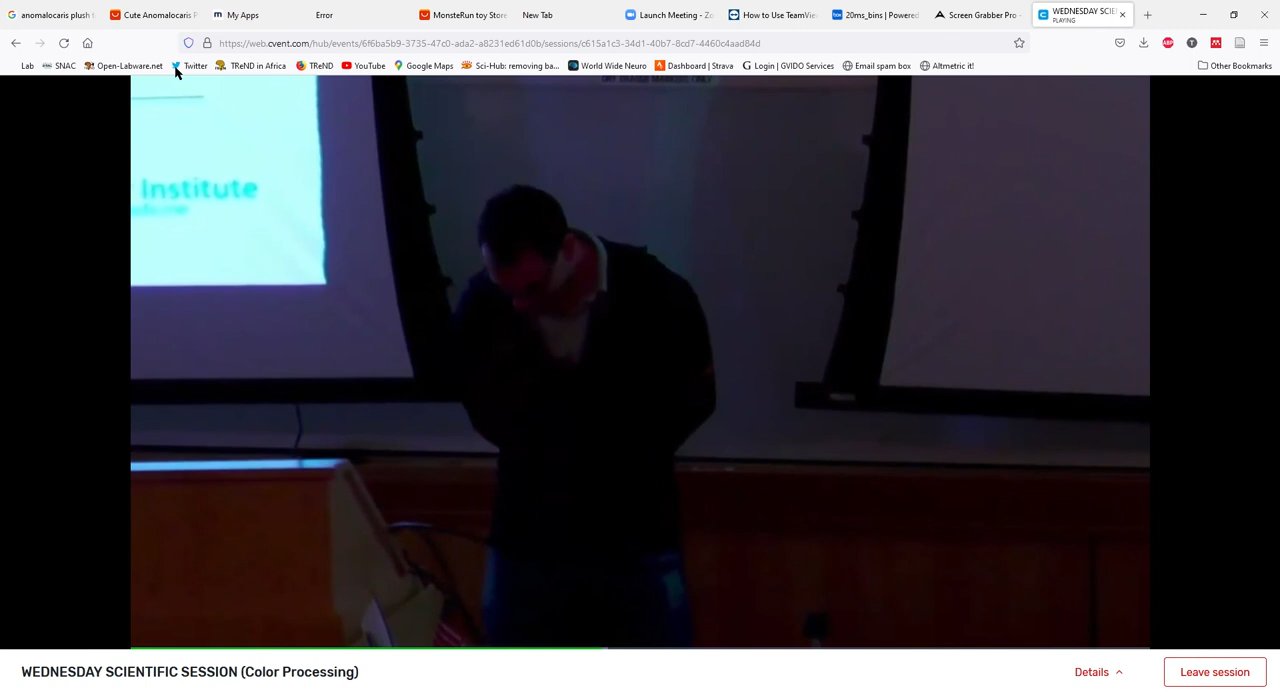 anomalocaris plush
Cute Anomalocaris P
My Apps
Error
MonsteRun toy Store
New Tab
Launch Meeting - Zo
How to Use TeamVie
20ms_bins | Powered
Screen Grabber Pro -
WEDNESDAY SCIE
PLAYING
https://web.cvent.com/hub/events/6f6ba5b9-3735-47c0-ada2-a8231ed61d0b/sessions/c615a1c3-34d1-40b7-8cd7-4460c4aad84d
Lab
SNAC
Open-Labware.net
Twitter
TReND in Africa
TReND
YouTube
Google Maps
Sci-Hub: removing ba...
World Wide Neuro
Dashboard | Strava
Login | GVIDO Services
Email spam box
Altmetric it!
Other Bookmarks
Institute
WEDNESDAY SCIENTIFIC SESSION (Color Processing)
Details
Leave session